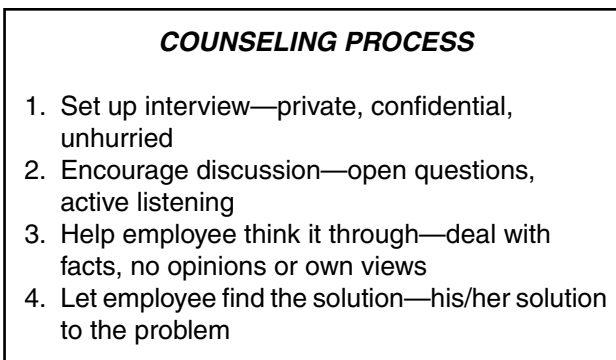 COUNSELING PROCESS
1. Set up interview—private, confidential,
unhurried
2. Encourage discussion—open questions,
active listening
3. Help employee think it through—deal with
facts, no opinions or own views
4. Let employee find the solution—his/her solution
to the problem